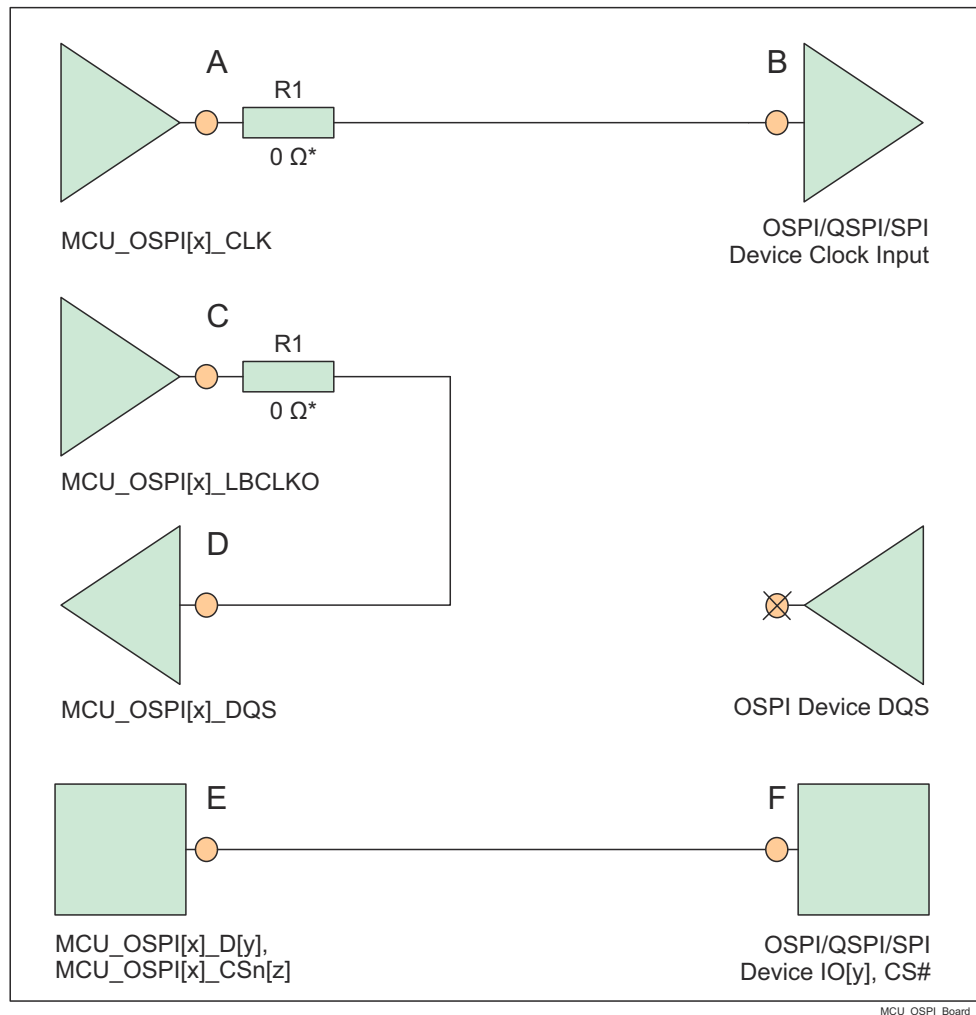 A
R1
0 Ω*
B
MCU_OSPI[x]_CLK
OSPI/QSPI/SPI
Device Clock Input
C
R1
0 Ω*
MCU_OSPI[x]_LBCLKO
D
MCU_OSPI[x]_DQS
OSPI Device DQS
E
F
MCU_OSPI[x]_D[y],
MCU_OSPI[x]_CSn[z]
OSPI/QSPI/SPI
Device IO[y], CS#
MCU_OSPI_Board